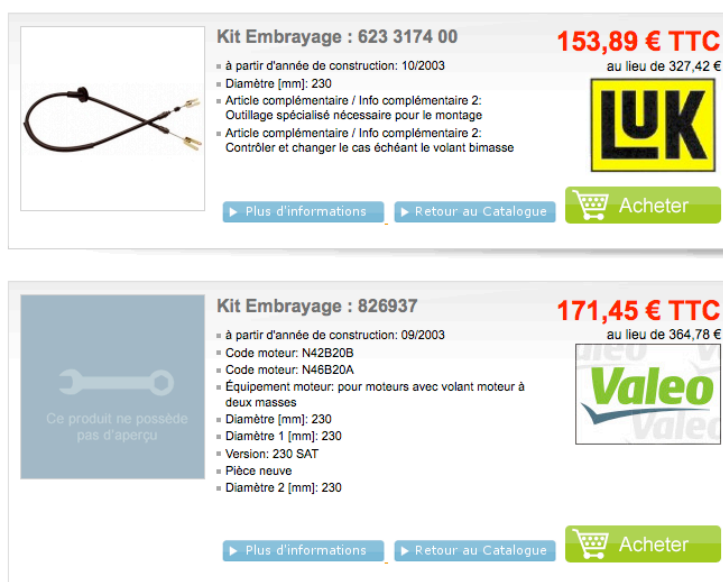 Kit Embrayage : 623 3174 00
153,89 € TTC
au lieu de 327,42 €
à partir d'année de construction: 10/2003
Diamètre [mm]: 230
Article complémentaire / Info complémentaire 2:
Outillage spécialisé nécessaire pour le montage
Article complémentaire / Info complémentaire 2:
Contrôler et changer le cas échéant le volant bimasse
LUK
Plus d'informations
Retour au Catalogue
Acheter
Kit Embrayage : 826937
171,45 € TTC
au lieu de 364,78 €
à partir d'année de construction: 09/2003
Code moteur: N42B20B
Code moteur: N46B20A
Équipement moteur: pour moteurs avec volant moteur à
deux masses
Diamètre [mm]: 230
Diamètre 1 [mm]: 230
Version: 230 SAT
Pièce neuve
Diamètre 2 [mm]: 230
Ce produit ne possède
pas d'aperçu
Valeo
Valeo
Plus d'informations
Retour au Catalogue
Acheter